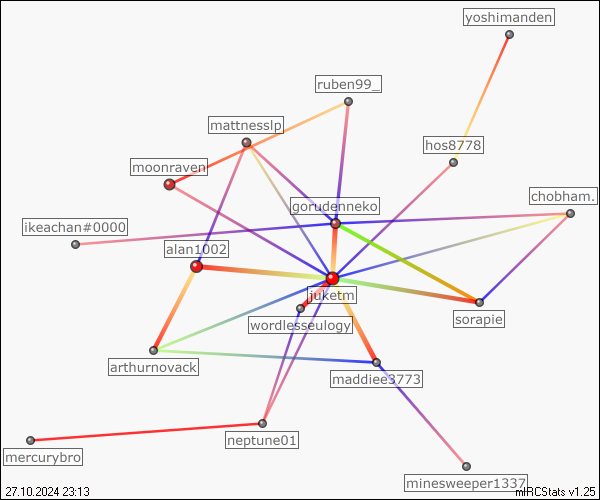 yoshimanden
ruben99_
mattnesslp
hos8778
moonraven
chobham.
gorudenneko
ikeachan#0000
alan1002
juketm
wordlesseulogy
sorapie
arthurnovack
maddiee3773
neptune01
mercurybro
minesweeper1337
27.10.2024 23:13
mIRCStats v1.25